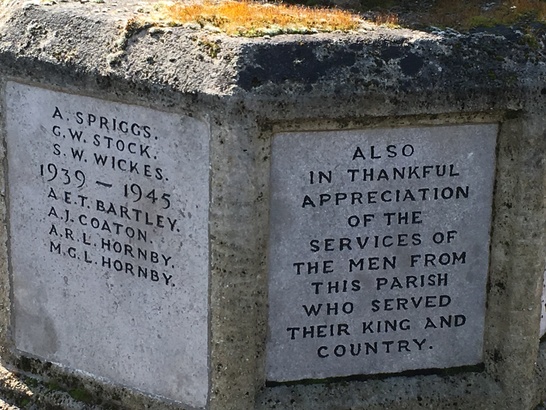 A. SPRIGGS.
G.W. STOCK.
S.W. WICKES.
1939 – 1945
A.E.T. BARTLEY.
A.J. COATON.
A.R.L. HORNBY.
M.G.L. HORNBY.
ALSO
IN THANKFUL
APPRECIATION
OF THE
SERVICES OF
THE MEN FROM
THIS PARISH
WHO SERVED
THEIR KING AND
COUNTRY.